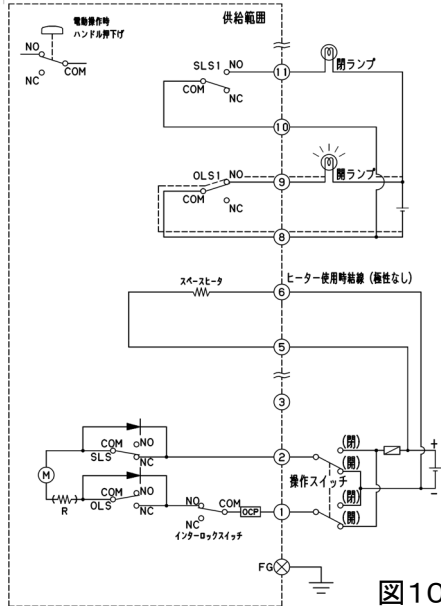 電動操作時
ハンドル押下げ
供給範囲
NO
COM
NC
SLS1 NO
COM
NC
11
閉ランプ
10
OLS1 NO
COM
NC
9
開ランプ
8
スペースヒータ
6
ヒーター使用時結線（極性なし）
5
3
COM NO
SLS NC
2
(閉)
(開)
操作スイッチ
(閉)
(開)
+
-
M
R
COM NO
OLS NC
NO COM
OCP
1
NC
インターロックスイッチ
FG
図10